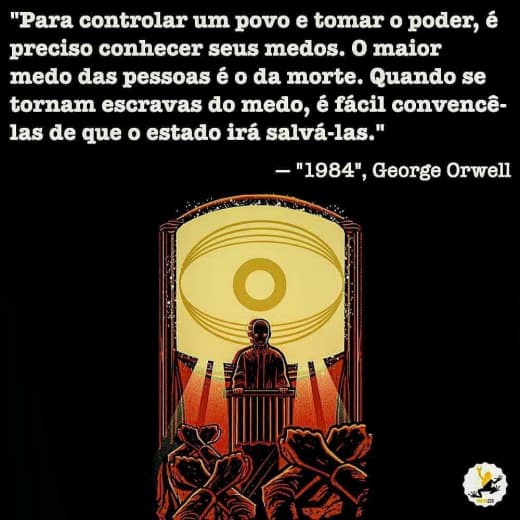 "Para controlar um povo e tomar o poder, é
preciso conhecer seus medos. O maior
medo das pessoas é o da morte. Quando se
tornam escravas do medo, é fácil convencê-
las de que o estado irá salvá-las."
— "1984", George Orwell